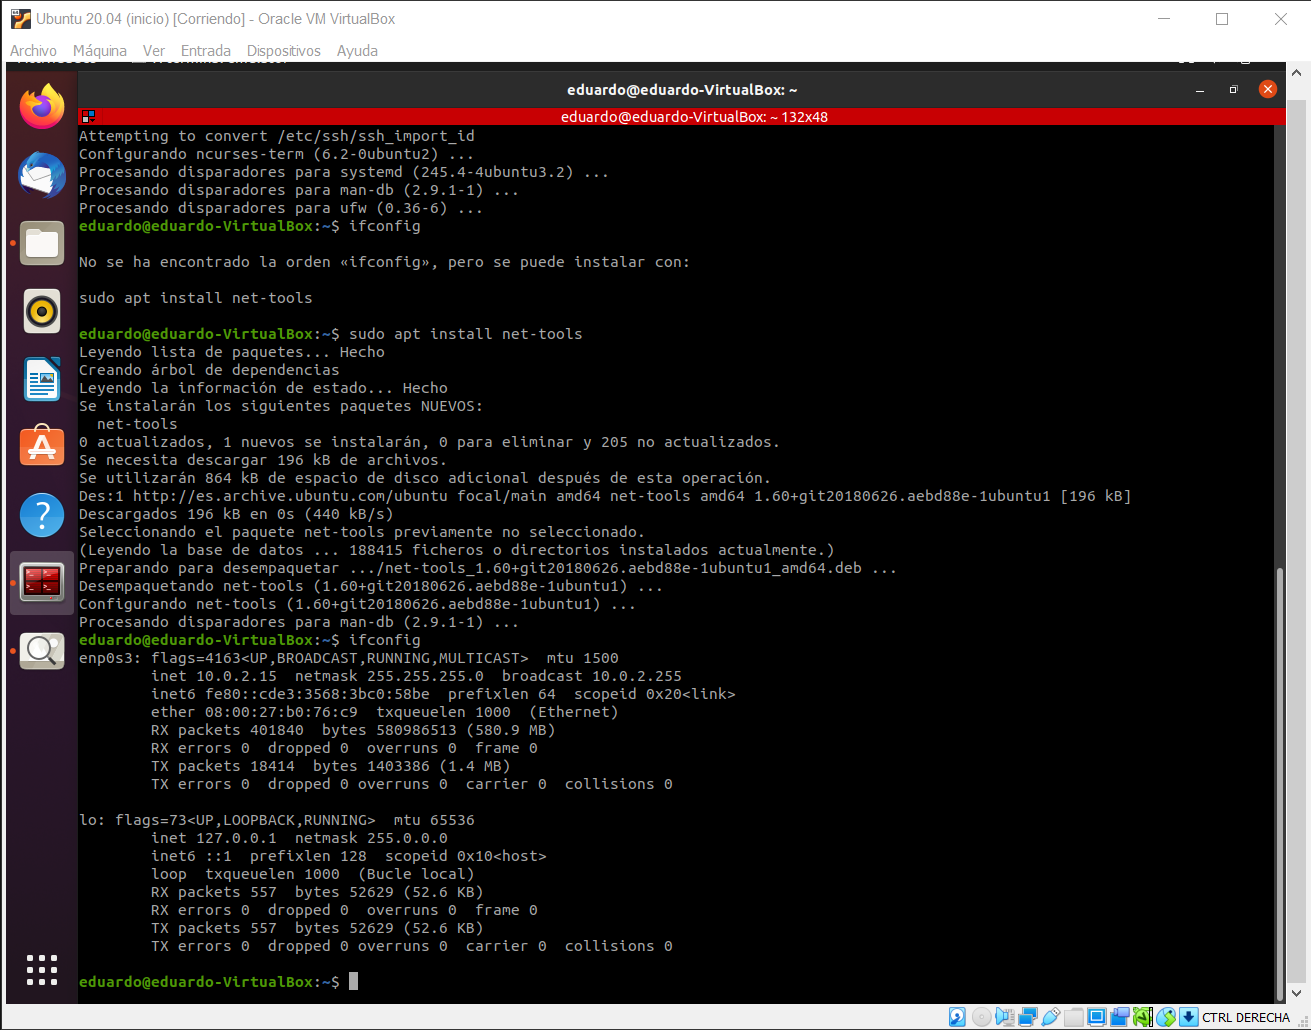 Ubuntu 20.04 (inicio) [Corriendo] - Oracle VM VirtualBox
Archivo Máquina Ver Entrada Dispositivos Ayuda
eduardo@eduardo-VirtualBox: ~
eduardo@eduardo-VirtualBox: ~ 132x48
Attempting to convert /etc/ssh/ssh_import_id
Configurando ncurses-term (6.2-0ubuntu2) ...
Procesando disparadores para systemd (245.4-4ubuntu3.2) ...
Procesando disparadores para man-db (2.9.1-1) ...
Procesando disparadores para ufw (0.36-6) ...
eduardo@eduardo-VirtualBox:~$ ifconfig
No se ha encontrado la orden «ifconfig», pero se puede instalar con:
sudo apt install net-tools
eduardo@eduardo-VirtualBox:~$ sudo apt install net-tools
Leyendo lista de paquetes... Hecho
Creando árbol de dependencias
Leyendo la información de estado... Hecho
Se instalarán los siguientes paquetes NUEVOS:
  net-tools
0 actualizados, 1 nuevos se instalarán, 0 para eliminar y 205 no actualizados.
Se necesita descargar 196 kB de archivos.
Se utilizarán 864 kB de espacio de disco adicional después de esta operación.
Des:1 http://es.archive.ubuntu.com/ubuntu focal/main amd64 net-tools amd64 1.60+git20180626.aebd88e-1ubuntu1 [196 kB]
Descargados 196 kB en 0s (440 kB/s)
Seleccionando el paquete net-tools previamente no seleccionado.
(Leyendo la base de datos ... 188415 ficheros o directorios instalados actualmente.)
Preparando para desempaquetar .../net-tools_1.60+git20180626.aebd88e-1ubuntu1_amd64.deb ...
Desempaquetando net-tools (1.60+git20180626.aebd88e-1ubuntu1) ...
Configurando net-tools (1.60+git20180626.aebd88e-1ubuntu1) ...
Procesando disparadores para man-db (2.9.1-1) ...
eduardo@eduardo-VirtualBox:~$ ifconfig
enp0s3: flags=4163<UP,BROADCAST,RUNNING,MULTICAST>  mtu 1500
        inet 10.0.2.15  netmask 255.255.255.0  broadcast 10.0.2.255
        inet6 fe80::cde3:3568:3bc0:58be  prefixlen 64  scopeid 0x20<link>
        ether 08:00:27:b0:76:c9  txqueuelen 1000  (Ethernet)
        RX packets 401840  bytes 580986513 (580.9 MB)
        RX errors 0  dropped 0  overruns 0  frame 0
        TX packets 18414  bytes 1403386 (1.4 MB)
        TX errors 0  dropped 0 overruns 0  carrier 0  collisions 0
lo: flags=73<UP,LOOPBACK,RUNNING>  mtu 65536
        inet 127.0.0.1  netmask 255.0.0.0
        inet6 ::1  prefixlen 128  scopeid 0x10<host>
        loop  txqueuelen 1000  (Bucle local)
        RX packets 557  bytes 52629 (52.6 KB)
        RX errors 0  dropped 0  overruns 0  frame 0
        TX packets 557  bytes 52629 (52.6 KB)
        TX errors 0  dropped 0 overruns 0  carrier 0  collisions 0
eduardo@eduardo-VirtualBox:~$
CTRL DERECHA